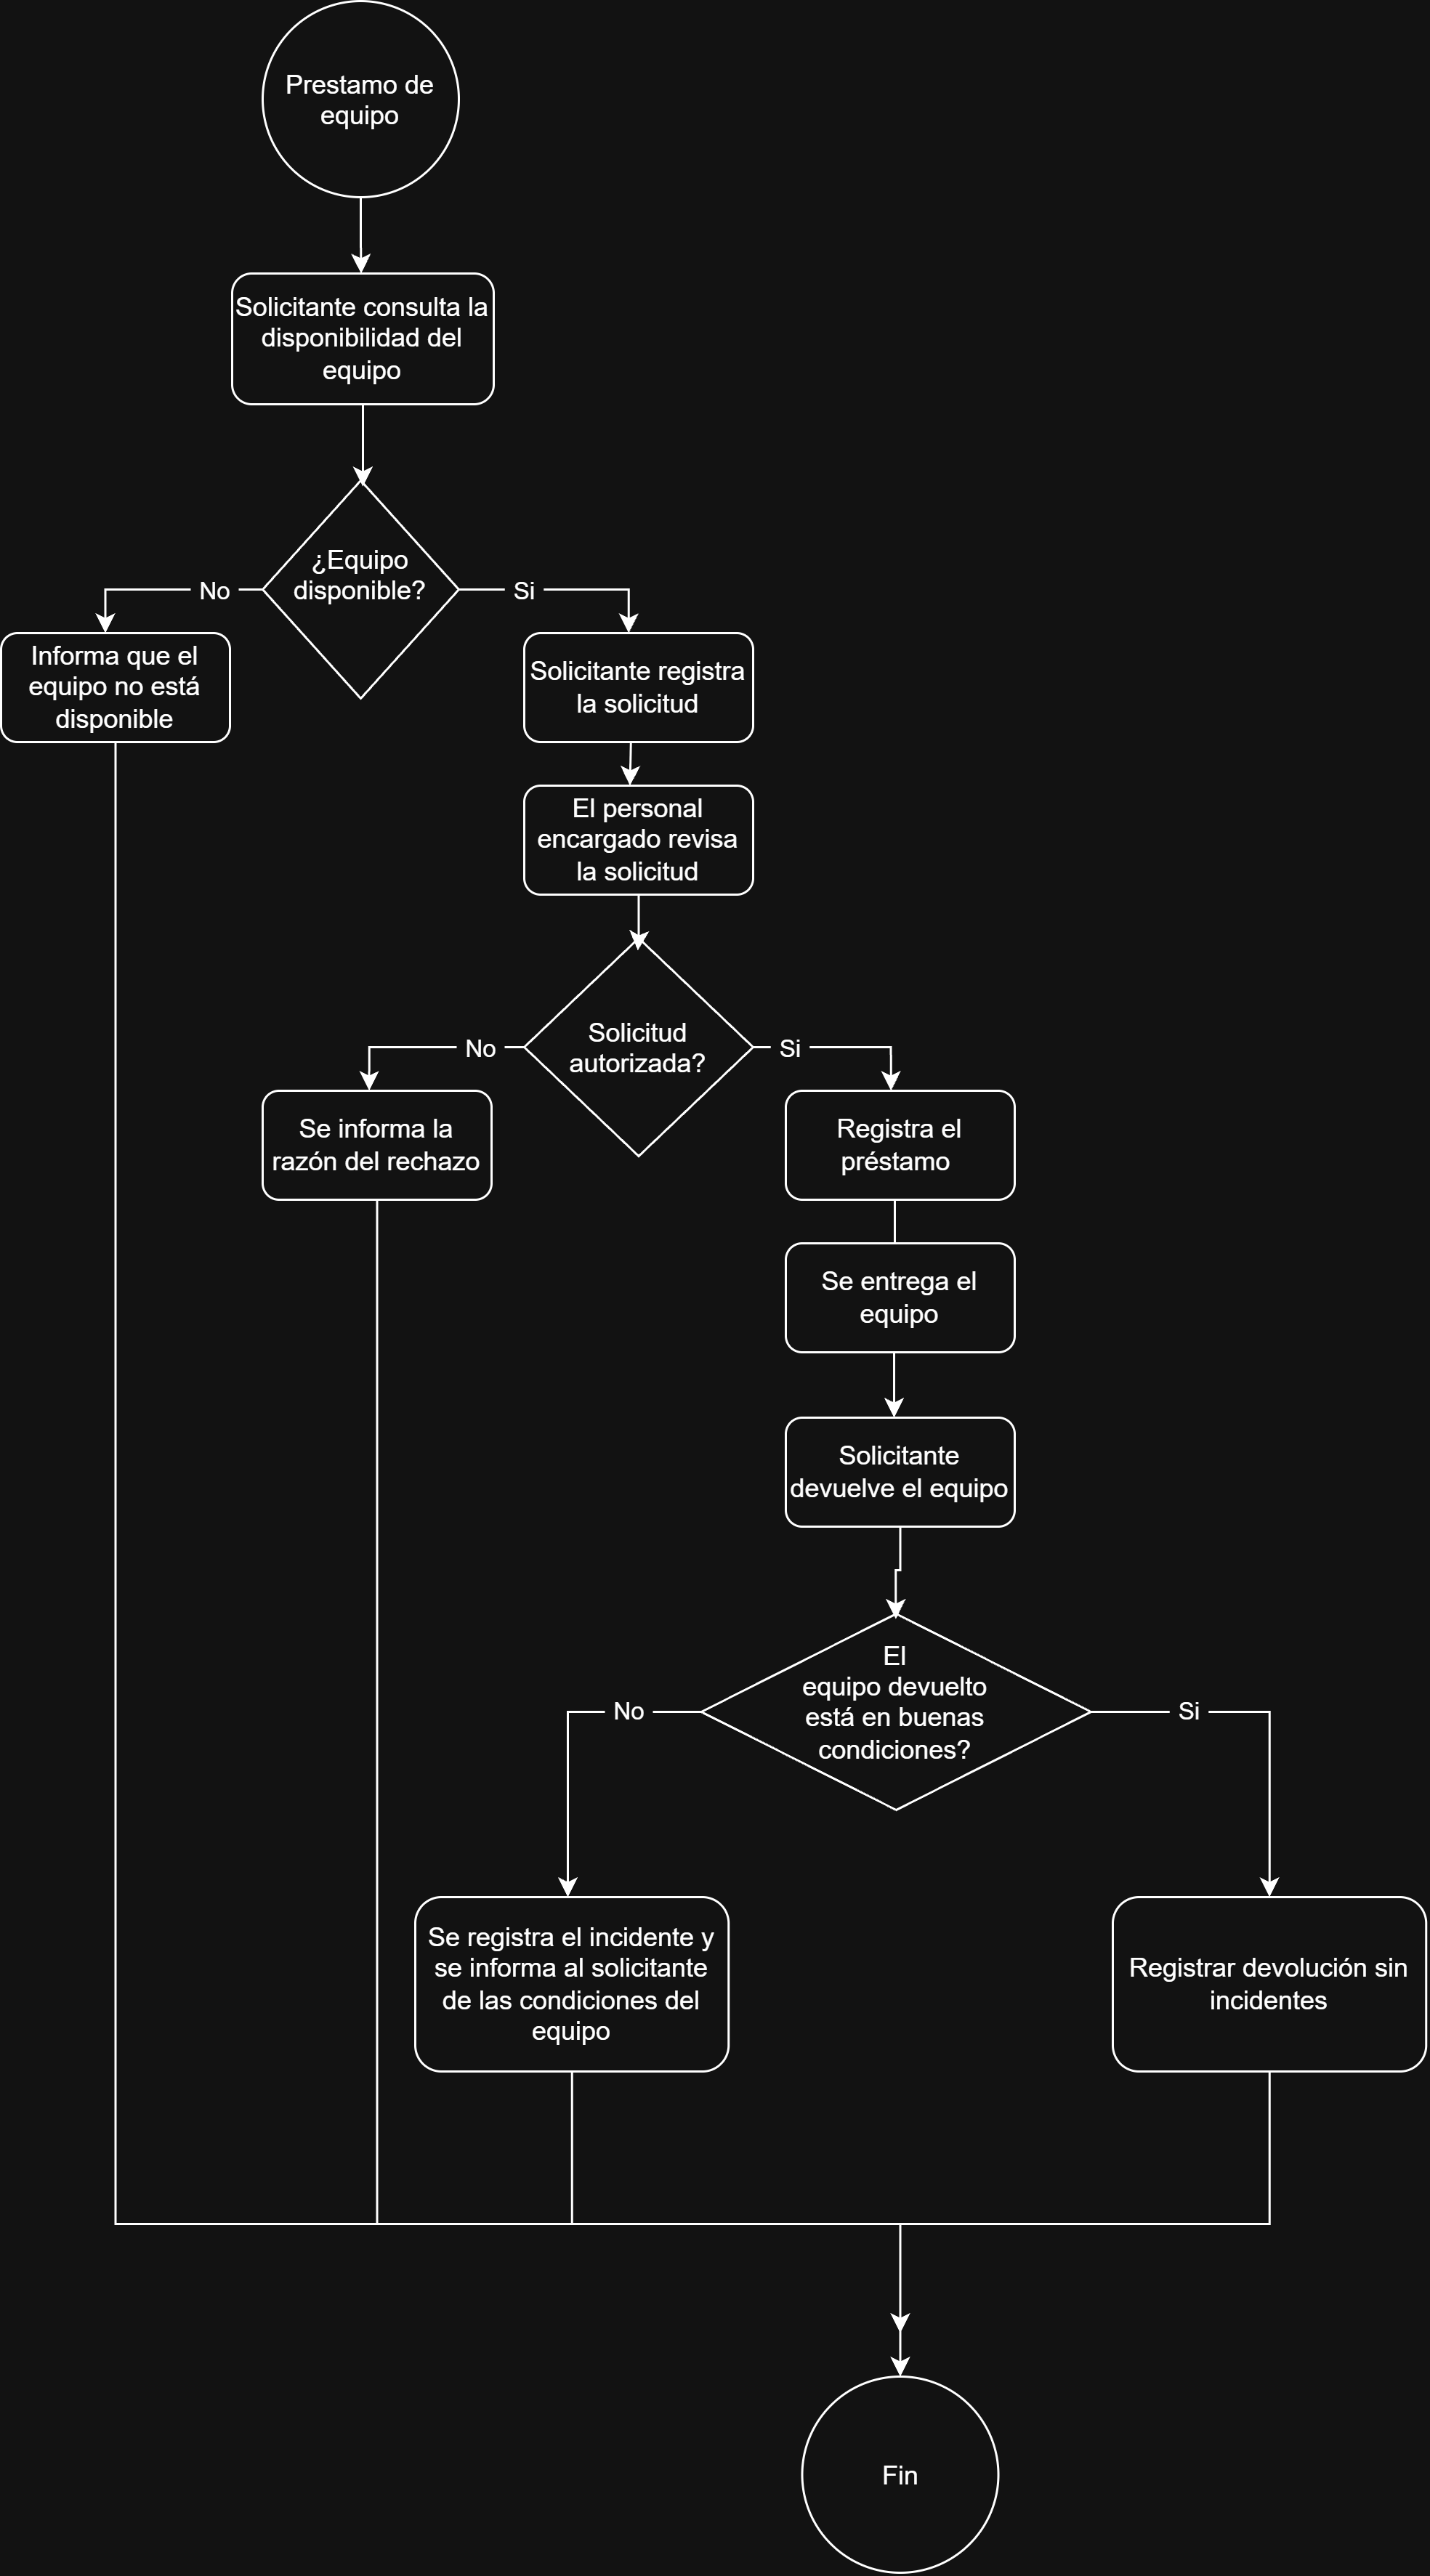 Prestamo de
equipo
Solicitante consulta la
disponibilidad del
equipo
¿Equipo
disponible?
No
Si
Informa que el
equipo no está
disponible
Solicitante registra
la solicitud
El personal
encargado revisa
la solicitud
Solicitud
autorizada?
No
Si
Se informa la
razón del rechazo
Registra el
préstamo
Se entrega el
equipo
Solicitante
devuelve el equipo
El
equipo devuelto
está en buenas
condiciones?
No
Si
Se registra el incidente y
se informa al solicitante
de las condiciones del
equipo
Registrar devolución sin
incidentes
Fin